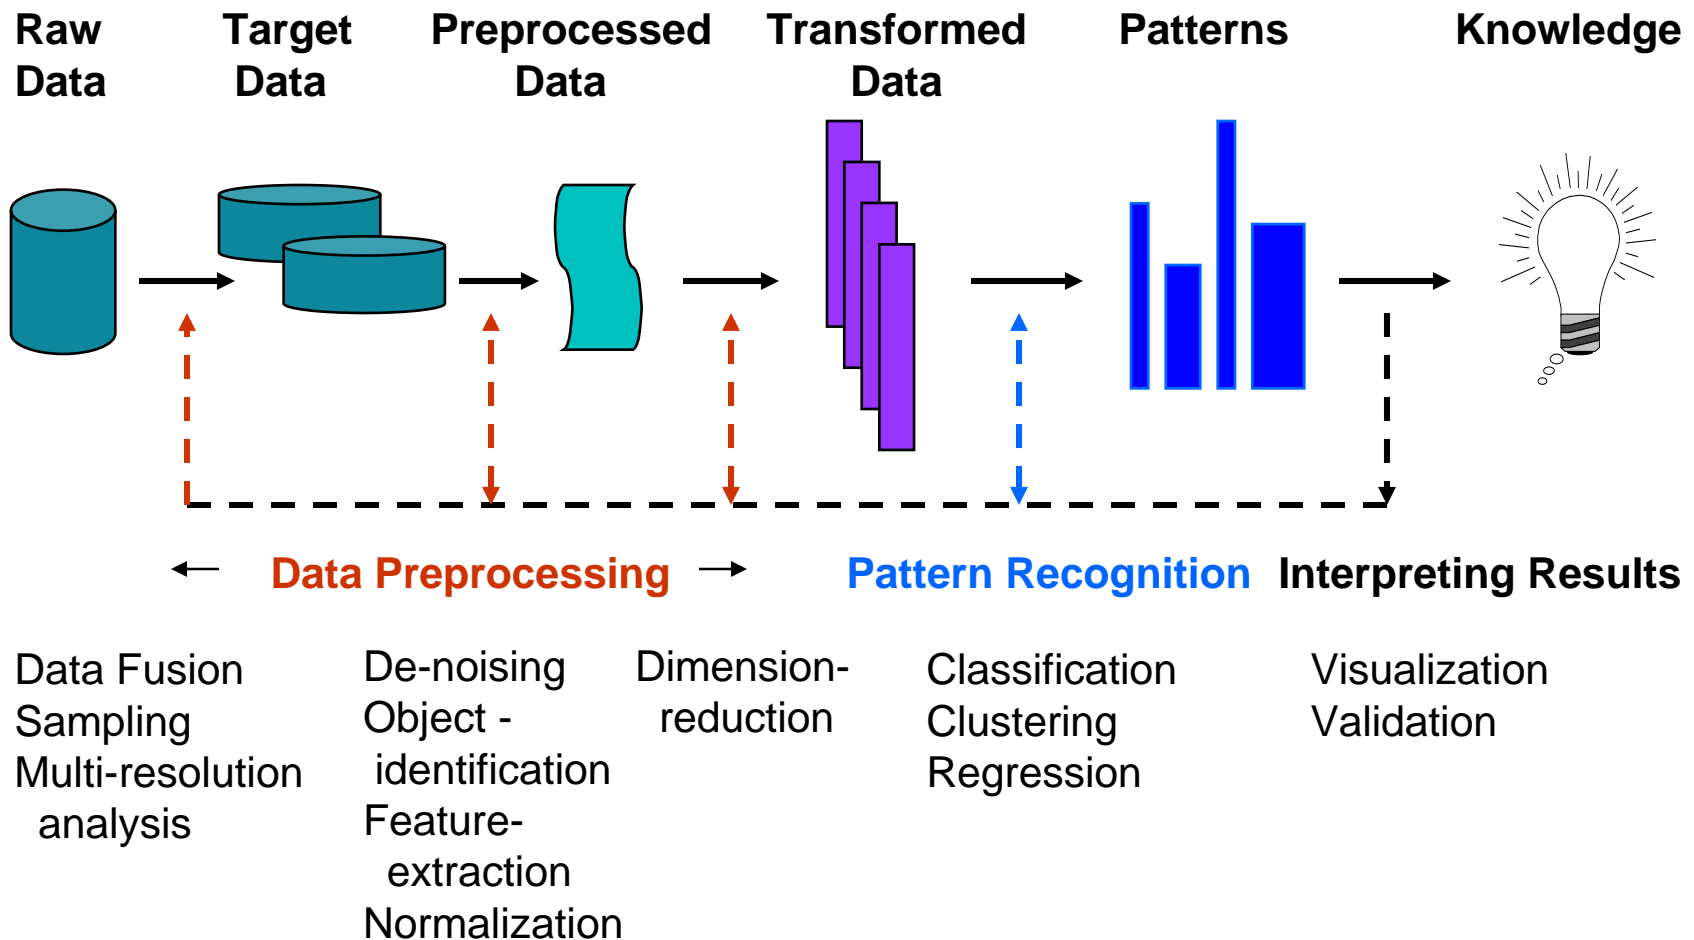 Raw
Data
Target
Data
Preprocessed
Data
Transformed
Data
Patterns
Knowledge
Data Preprocessing
Pattern Recognition
Interpreting Results
Data Fusion
Sampling
Multi-resolution
analysis
De-noising
Object -
identification
Feature-
extraction
Normalization
Dimension-
reduction
Classification
Clustering
Regression
Visualization
Validation